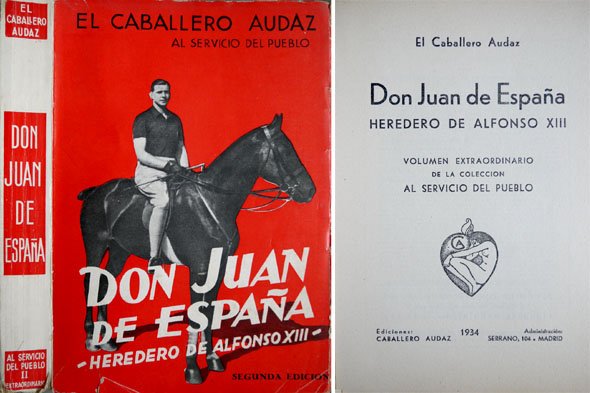 EL
CABALLERO
AUDAZ
DON
JUAN
DE
ESPAÑA
AL SERVICIO
DEL PUEBLO
II
EXTRAORDINARIO
EL CABALLERO AUDAZ
AL SERVICIO DEL PUEBLO
DON JUAN
DE ESPAÑA
-HEREDERO DE ALFONSO XIII-
SEGUNDA EDICION
El Caballero Audaz
Don Juan de España
HEREDERO DE ALFONSO XIII
VOLUMEN EXTRAORDINARIO
DE LA COLECCION
AL SERVICIO DEL PUEBLO
CA
Ediciones:
CABALLERO AUDAZ
1934
Administración:
SERRANO, 104 • MADRID